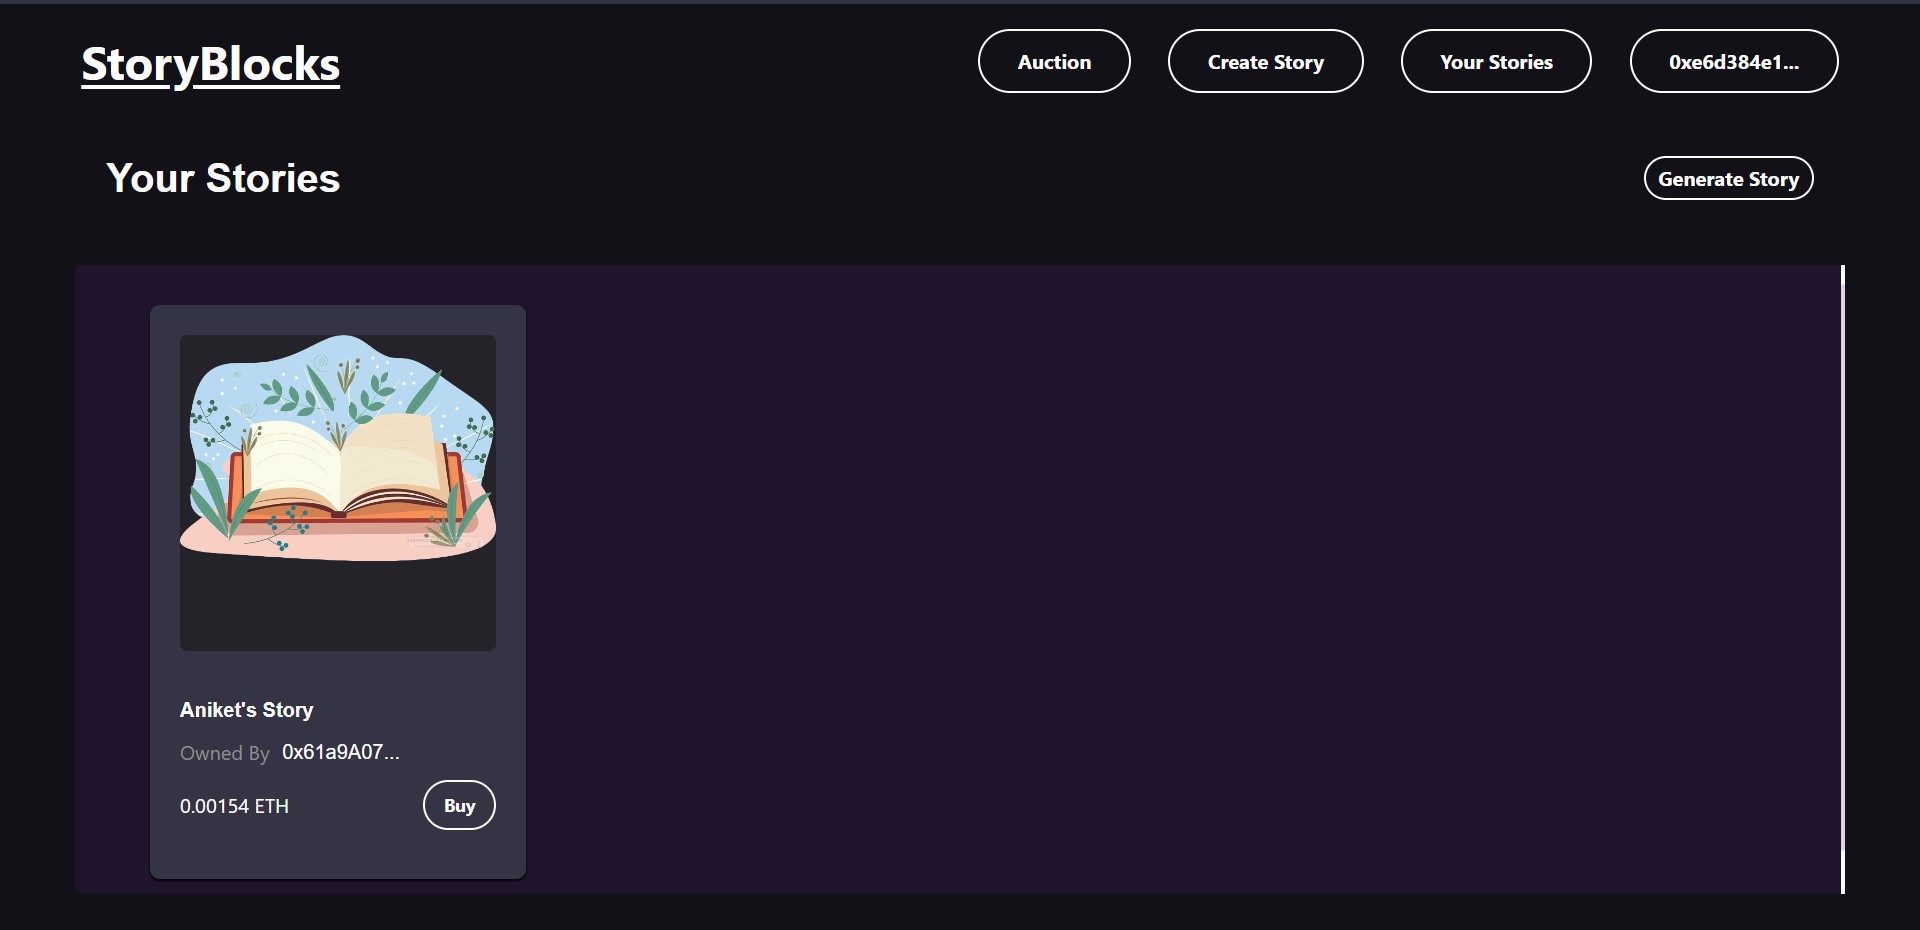 StoryBlocks
Auction
Create Story
Your Stories
0xe6d384e1...
Your Stories
Generate Story
Aniket's Story
Owned By 0x61a9A07...
0.00154 ETH
Buy